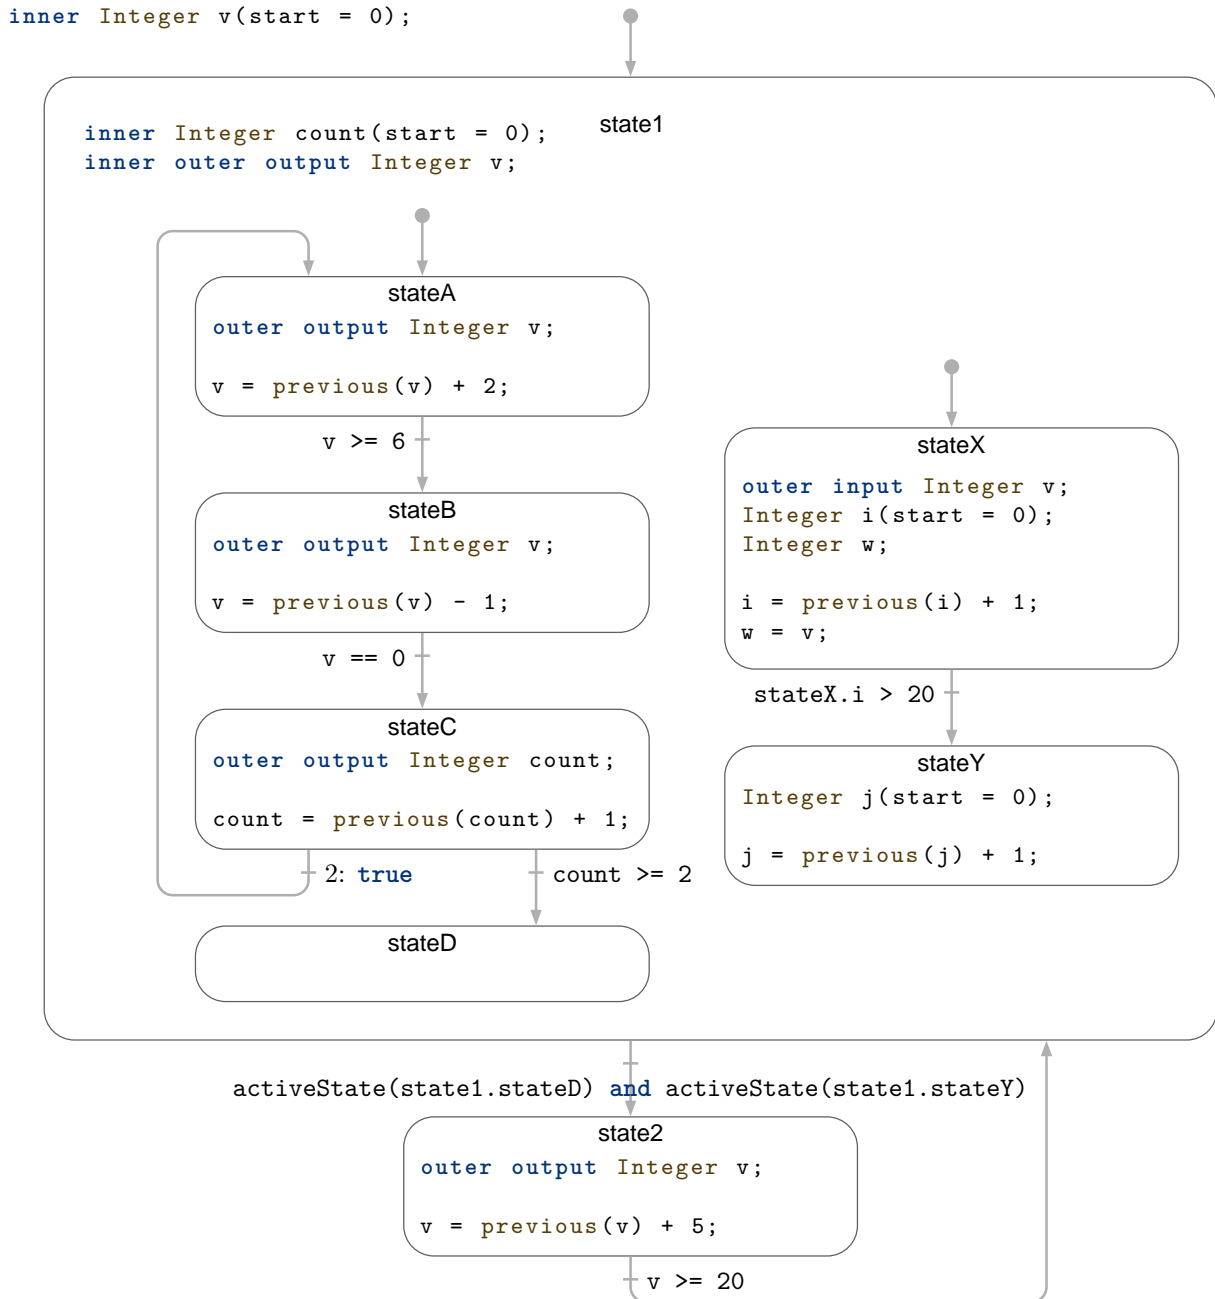 inner Integer v(start = 0);
state1
inner Integer count(start = 0);
inner outer output Integer v;
stateA
outer output Integer v;
v = previous(v) + 2;
v >= 6
stateB
outer output Integer v;
v = previous(v) - 1;
v == 0
stateC
outer output Integer count;
count = previous(count) + 1;
2: true
count >= 2
stateD
stateX
outer input Integer v;
Integer i(start = 0);
Integer w;
i = previous(i) + 1;
w = v;
stateX.i > 20
stateY
Integer j(start = 0);
j = previous(j) + 1;
activeState(state1.stateD) and activeState(state1.stateY)
state2
outer output Integer v;
v = previous(v) + 5;
v >= 20